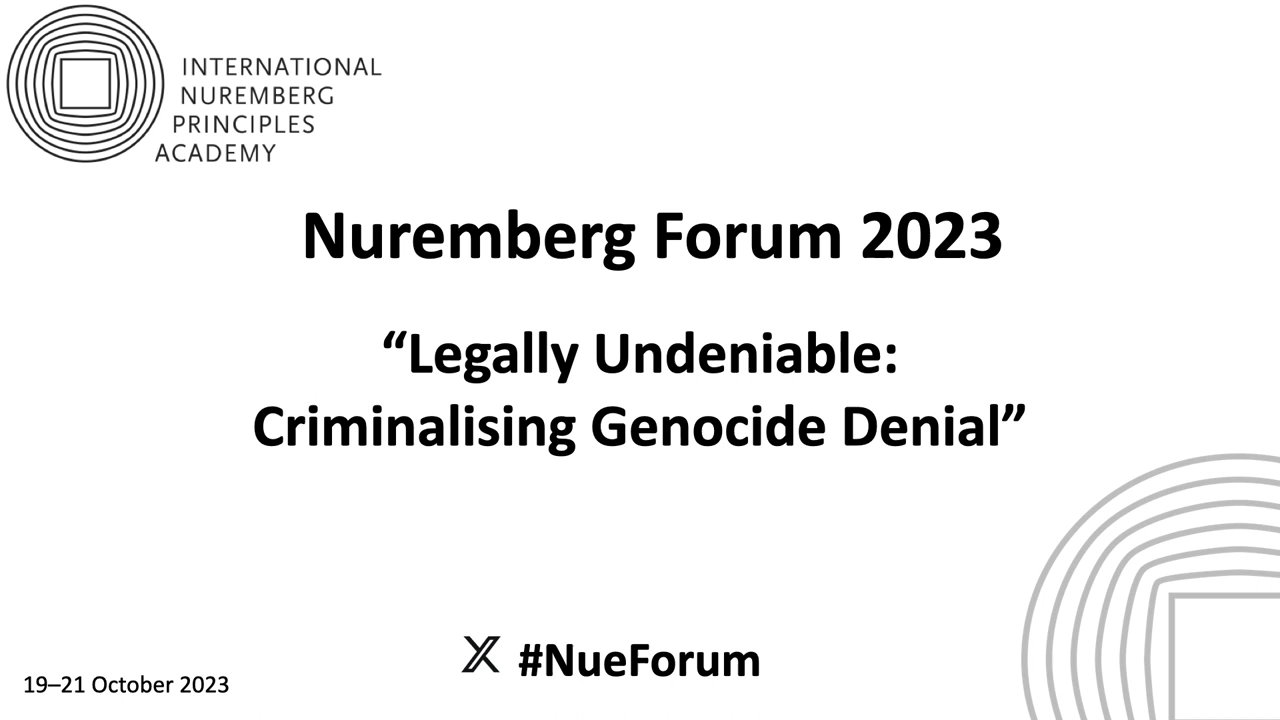 INTERNATIONAL
NUREMBERG
PRINCIPLES
ACADEMY
Nuremberg Forum 2023
“Legally Undeniable:
Criminalising Genocide Denial”
X #NueForum
19–21 October 2023